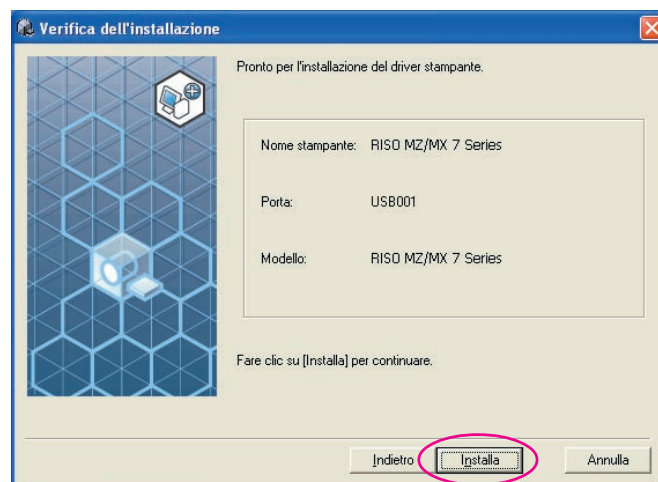 Verifica dell'installazione
Pronto per l'installazione del driver stampante.
Nome stampante: RISO MZ/MX 7 Series
Porta: USB001
Modello: RISO MZ/MX 7 Series
Fare clic su [Installa] per continuare.
Indietro Installa Annulla